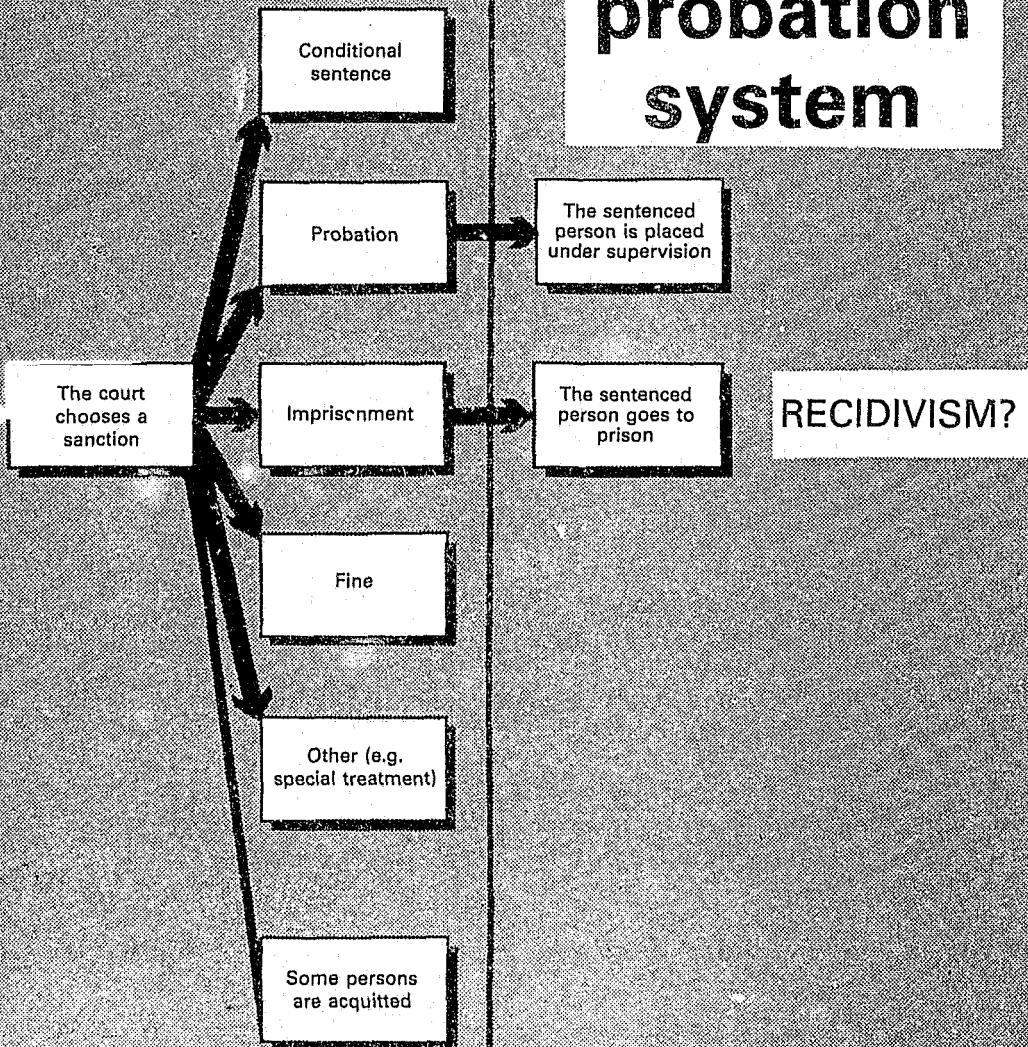 probation
system
Conditional
sentence
Probation
The sentenced
person is placed
under supervision
The court
chooses a
sanction
Imprisonment
The sentenced
person goes to
prison
RECIDIVISM?
Fine
Other (e.g.
special treatment)
Some persons
are acquitted